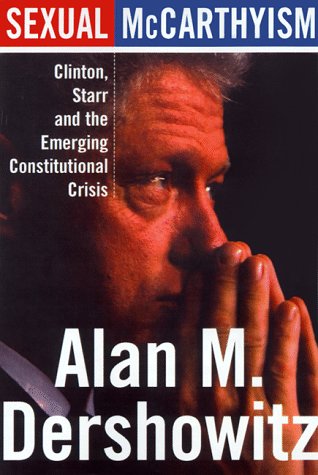 SEXUAL McCARTHYISM
Clinton,
Starr
and the
Emerging
Constitutional
Crisis
Alan M.
Dershowitz